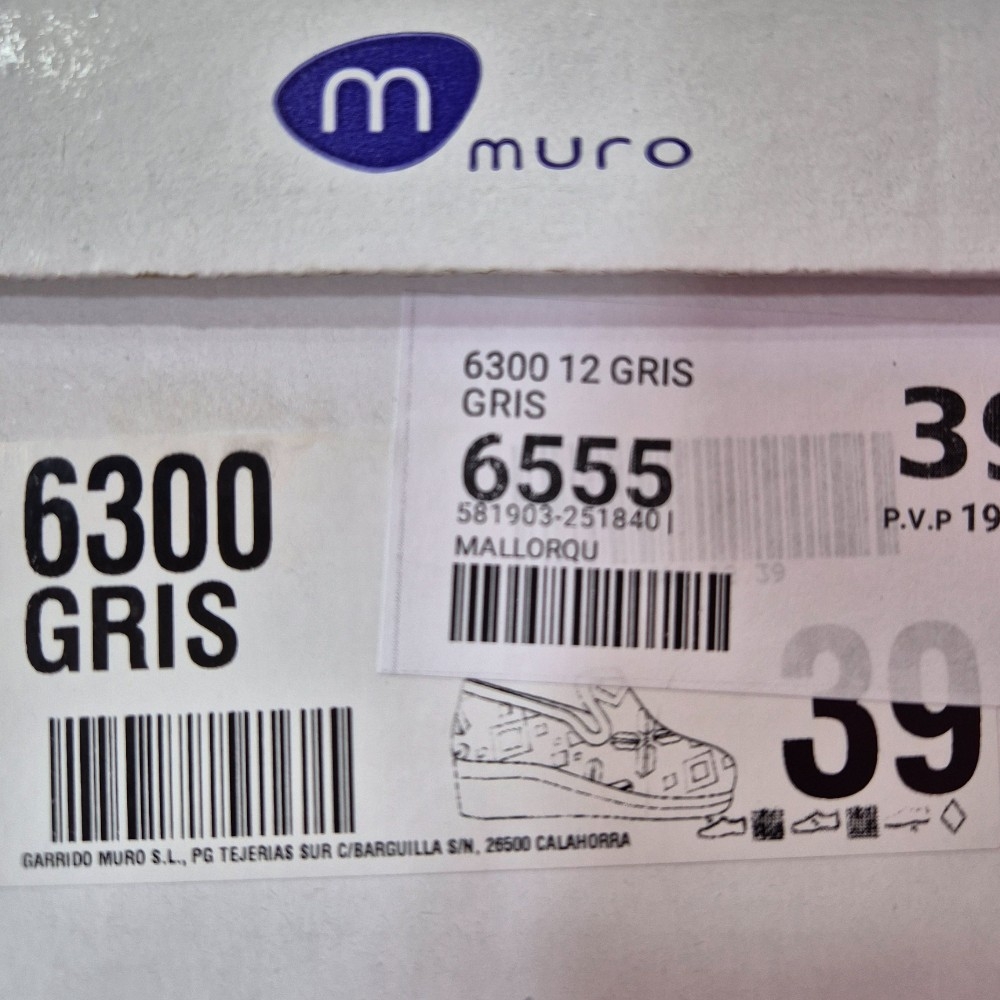 m
muro
6300 12 GRIS
GRIS
6555
581903-251840|
MALLORQU
39
P.V.P 19
39
6300
GRIS
39
GARRIDO MURO S.L., PG TEJERIAS SUR C/BARGUILLA S/N, 26500 CALAHORRA